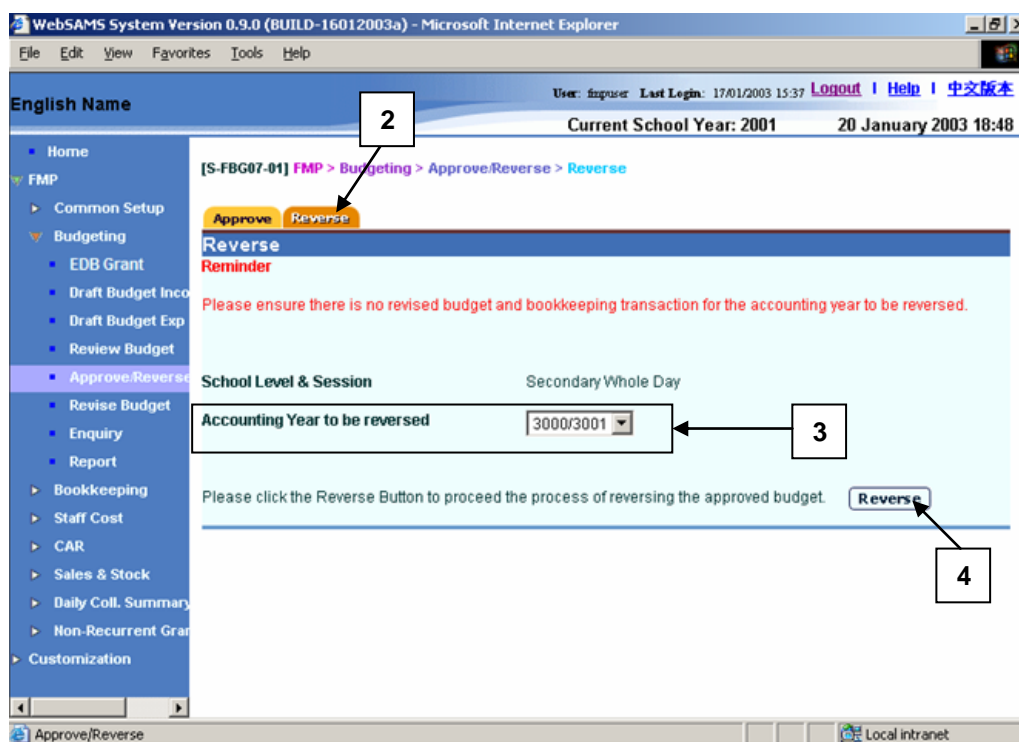 WebSAMS System Version 0.9.0 (BUILD-16012003a) - Microsoft Internet Explorer
File Edit View Favorites Tools Help
English Name
User: fmpuser Last Login: 17/01/2003 15:37 Logout | Help | 中文版本
Current School Year: 2001 20 January 2003 18:48
2
Home
FMP
Common Setup
Budgeting
EDB Grant
Draft Budget Inco
Draft Budget Exp
Review Budget
Approve/Reverse
Revise Budget
Enquiry
Report
Bookkeeping
Staff Cost
CAR
Sales & Stock
Daily Coll. Summary
Non-Recurrent Gran
Customization
[S-FBG07-01] FMP > Budgeting > Approve/Reverse > Reverse
Approve Reverse
Reverse
Reminder
Please ensure there is no revised budget and bookkeeping transaction for the accounting year to be reversed.
School Level & Session Secondary Whole Day
Accounting Year to be reversed 3000/3001
3
Please click the Reverse Button to proceed the process of reversing the approved budget. Reverse
4
Approve/Reverse Local intranet